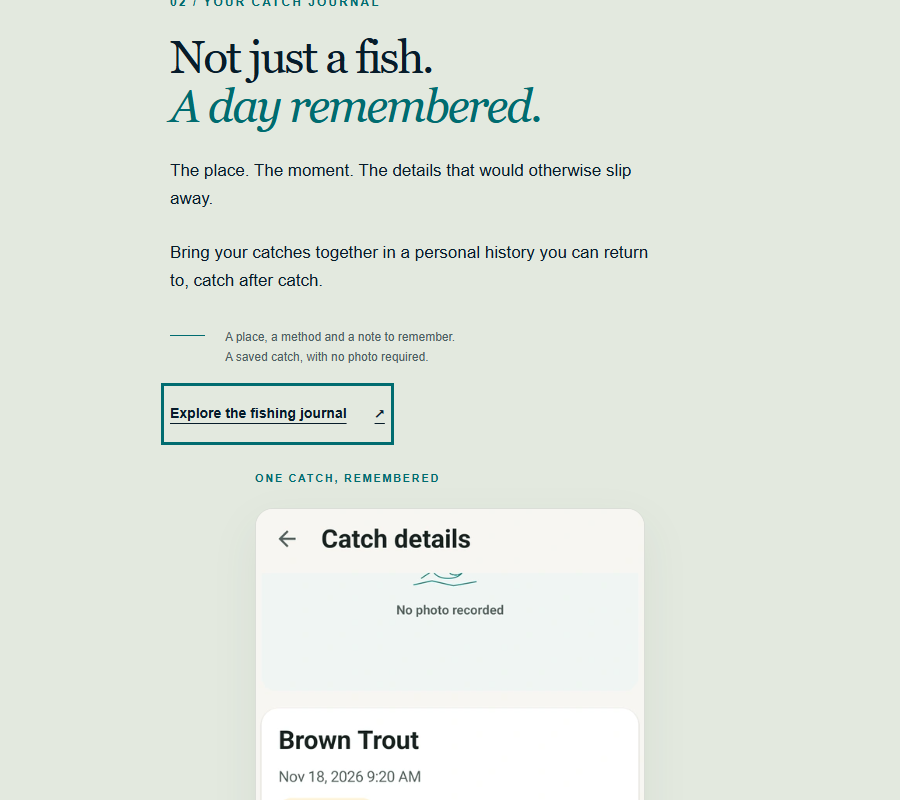 02 / YOUR CATCH JOURNAL
Not just a fish.
A day remembered.
The place. The moment. The details that would otherwise slip
away.
Bring your catches together in a personal history you can return
to, catch after catch.
A place, a method and a note to remember.
A saved catch, with no photo required.
Explore the fishing journal ↗
ONE CATCH, REMEMBERED
← Catch details
No photo recorded
Brown Trout
Nov 18, 2026 9:20 AM